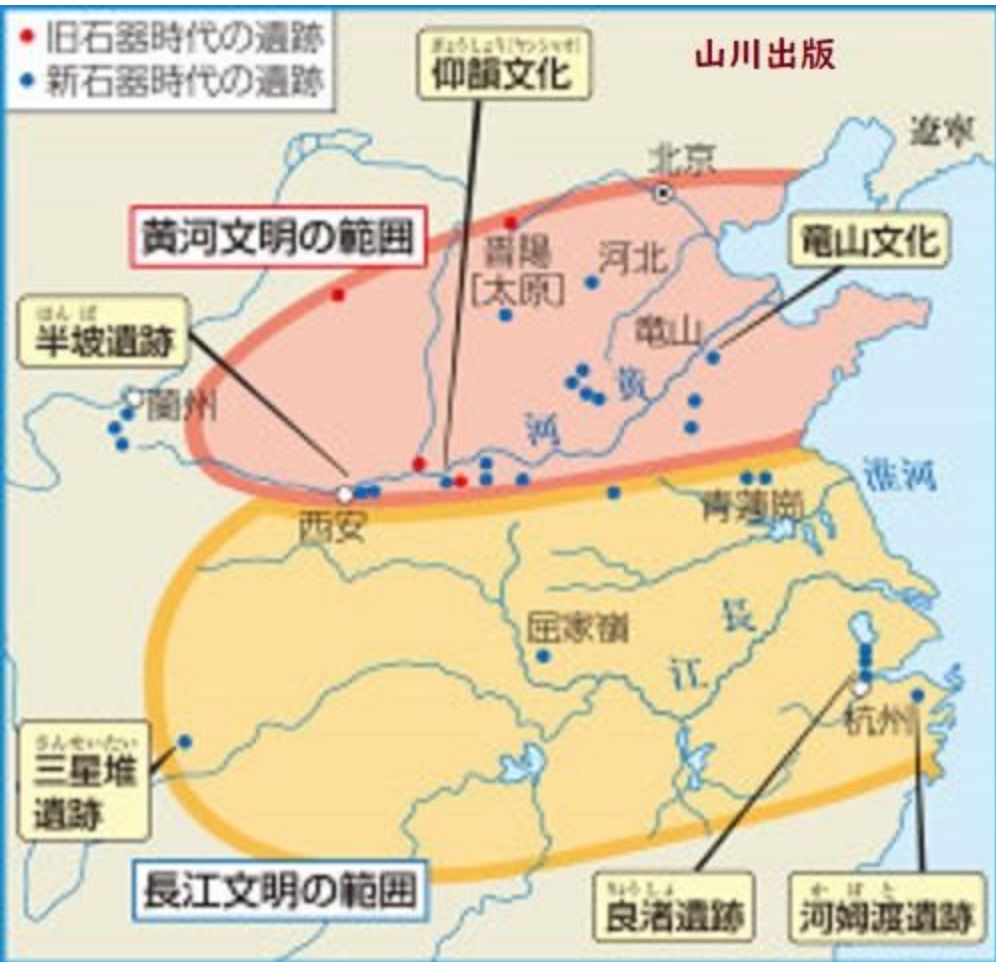 旧石器時代の遺跡
新石器時代の遺跡
ぎょうしょう(ヤンシャオ)
仰韻文化
山川出版
遼寧
北京
黄河文明の範囲
竜山文化
晋陽
[太原]
河北
はんぱ
半坡遺跡
竜山
蘭州
黄
河
淮河
西安
青蓮崗
屈家嶺
長
江
杭州
さんせいたい
三星堆
遺跡
長江文明の範囲
りょうしょ
良渚遺跡
かぼと
河姆渡遺跡